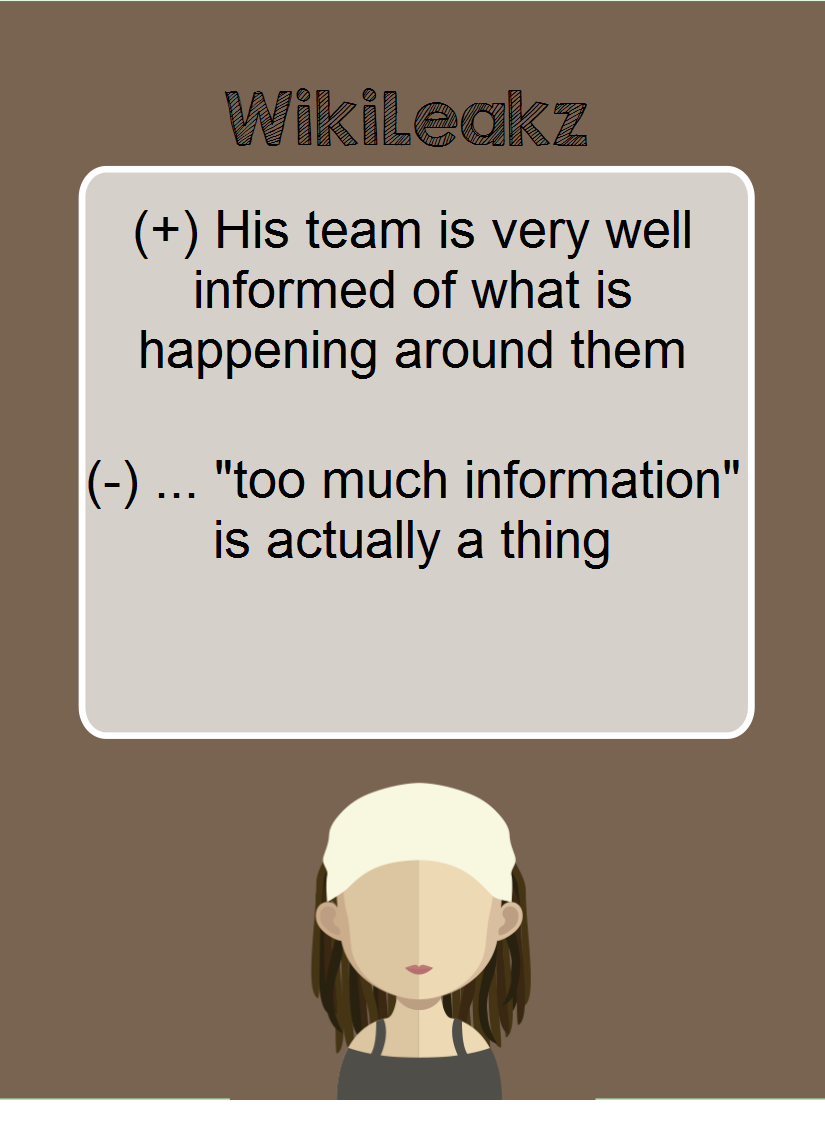 WikiLeakz
(+) His team is very well
informed of what is
happening around them
(-) ... "too much information"
is actually a thing